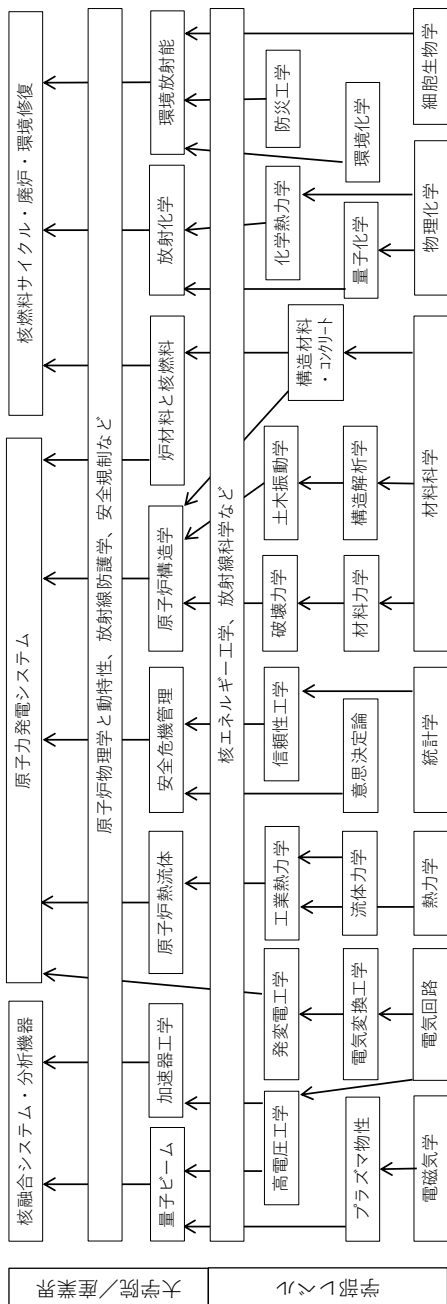 核融合システム・分析機器
原子力発電システム
核燃料サイクル・廃炉・環境修復
原子炉物理学と動特性、放射線防護学、安全規制など
量子ビーム
加速器工学
原子炉熱流体
安全危機管理
原子炉構造学
炉材料と核燃料
放射化学
環境放射能
核エネルギー工学、放射線科学など
高電圧工学
発変電工学
工業熱力学
信頼性工学
破壊力学
土木振動学
構造材料
・コンクリート
化学熱力学
防災工学
プラズマ物性
電気変換工学
流体力学
意思決定論
材料力学
構造解析学
量子化学
環境化学
電磁気学
電気回路
熱力学
統計学
材料科学
物理化学
細胞生物学
大学院／産業界
学部レベル